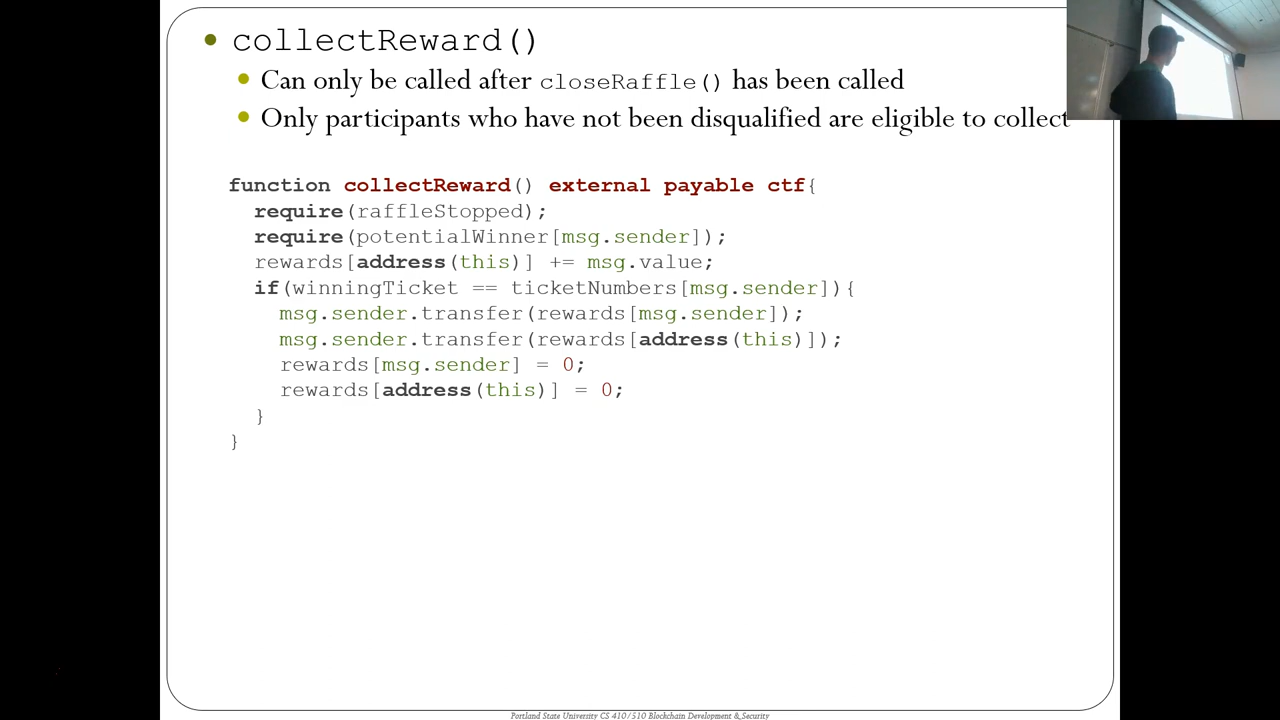 collectReward()
Can only be called after closeRaffle() has been called
Only participants who have not been disqualified are eligible to collect
function collectReward() external payable ctf{
require(raffleStopped);
require(potentialWinner[msg.sender]);
rewards[address(this)] += msg.value;
if(winningTicket == ticketNumbers[msg.sender]){
msg.sender.transfer(rewards[msg.sender]);
msg.sender.transfer(rewards[address(this)]);
rewards[msg.sender] = 0;
rewards[address(this)] = 0;
}
}
Portland State University CS 410/510 Blockchain Development & Security